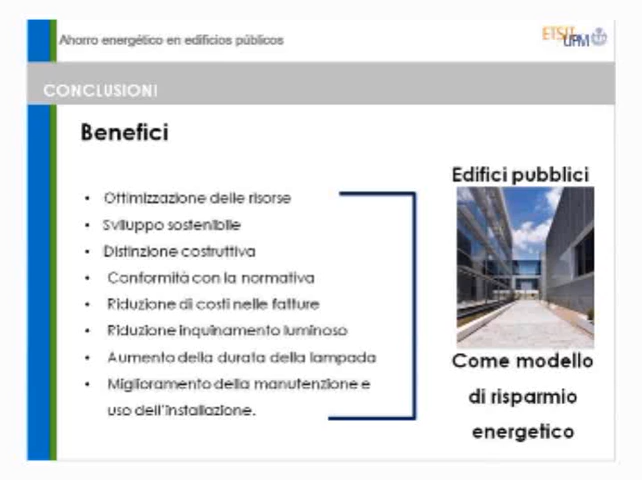 Ahorro energético en edificios públicos
ETSIT
UPM
CONCLUSIONI
Benefici
• Ottimizzazione delle risorse
• Sviluppo sostenibile
• Distinzione costruttiva
• Conformità con la normativa
• Riduzione di costi nelle fatture
• Riduzione inquinamento luminoso
• Aumento della durata della lampada
• Miglioramento della manutenzione e
uso dell'installazione.
Edifici pubblici
Come modello
di risparmio
energetico